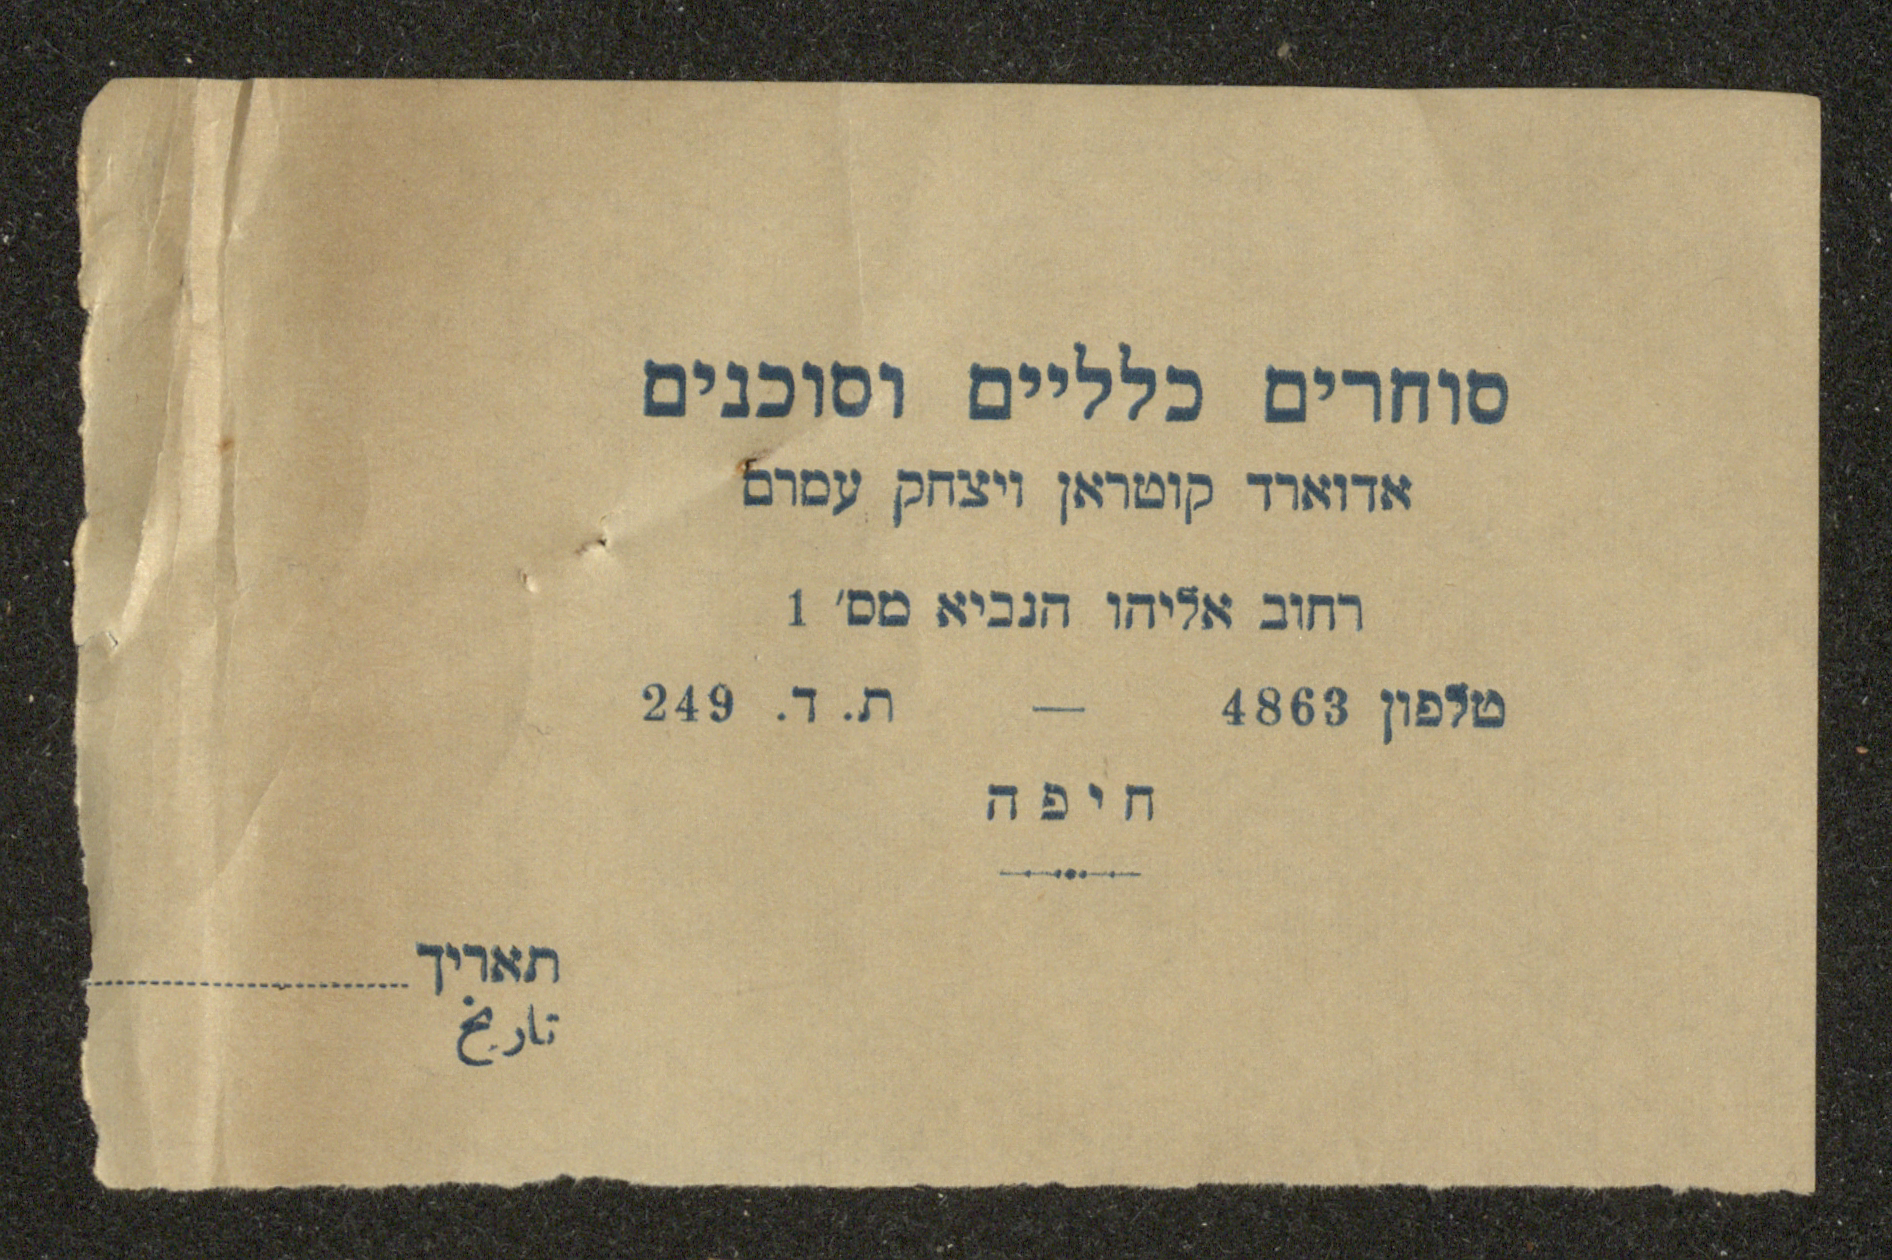 סוחרים כלליים וסוכנים
אדוארד קוטראן ויצחק עמרם
רחוב אליהו הנביא מס׳ 1
טלפון 4863 — ת. ד. 249
חיפה
תאריך
تاريخ